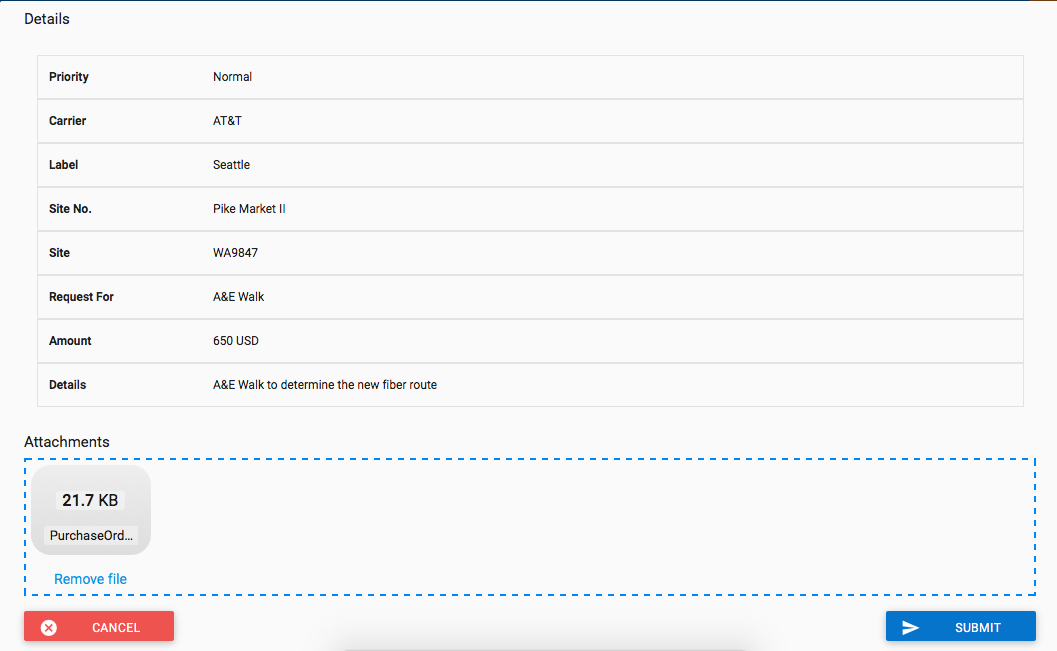 Details
Priority Normal
Carrier AT&T
Label Seattle
Site No. Pike Market II
Site WA9847
Request For A&E Walk
Amount 650 USD
Details A&E Walk to determine the new fiber route
Attachments
21.7 KB
PurchaseOrd...
Remove file
CANCEL SUBMIT